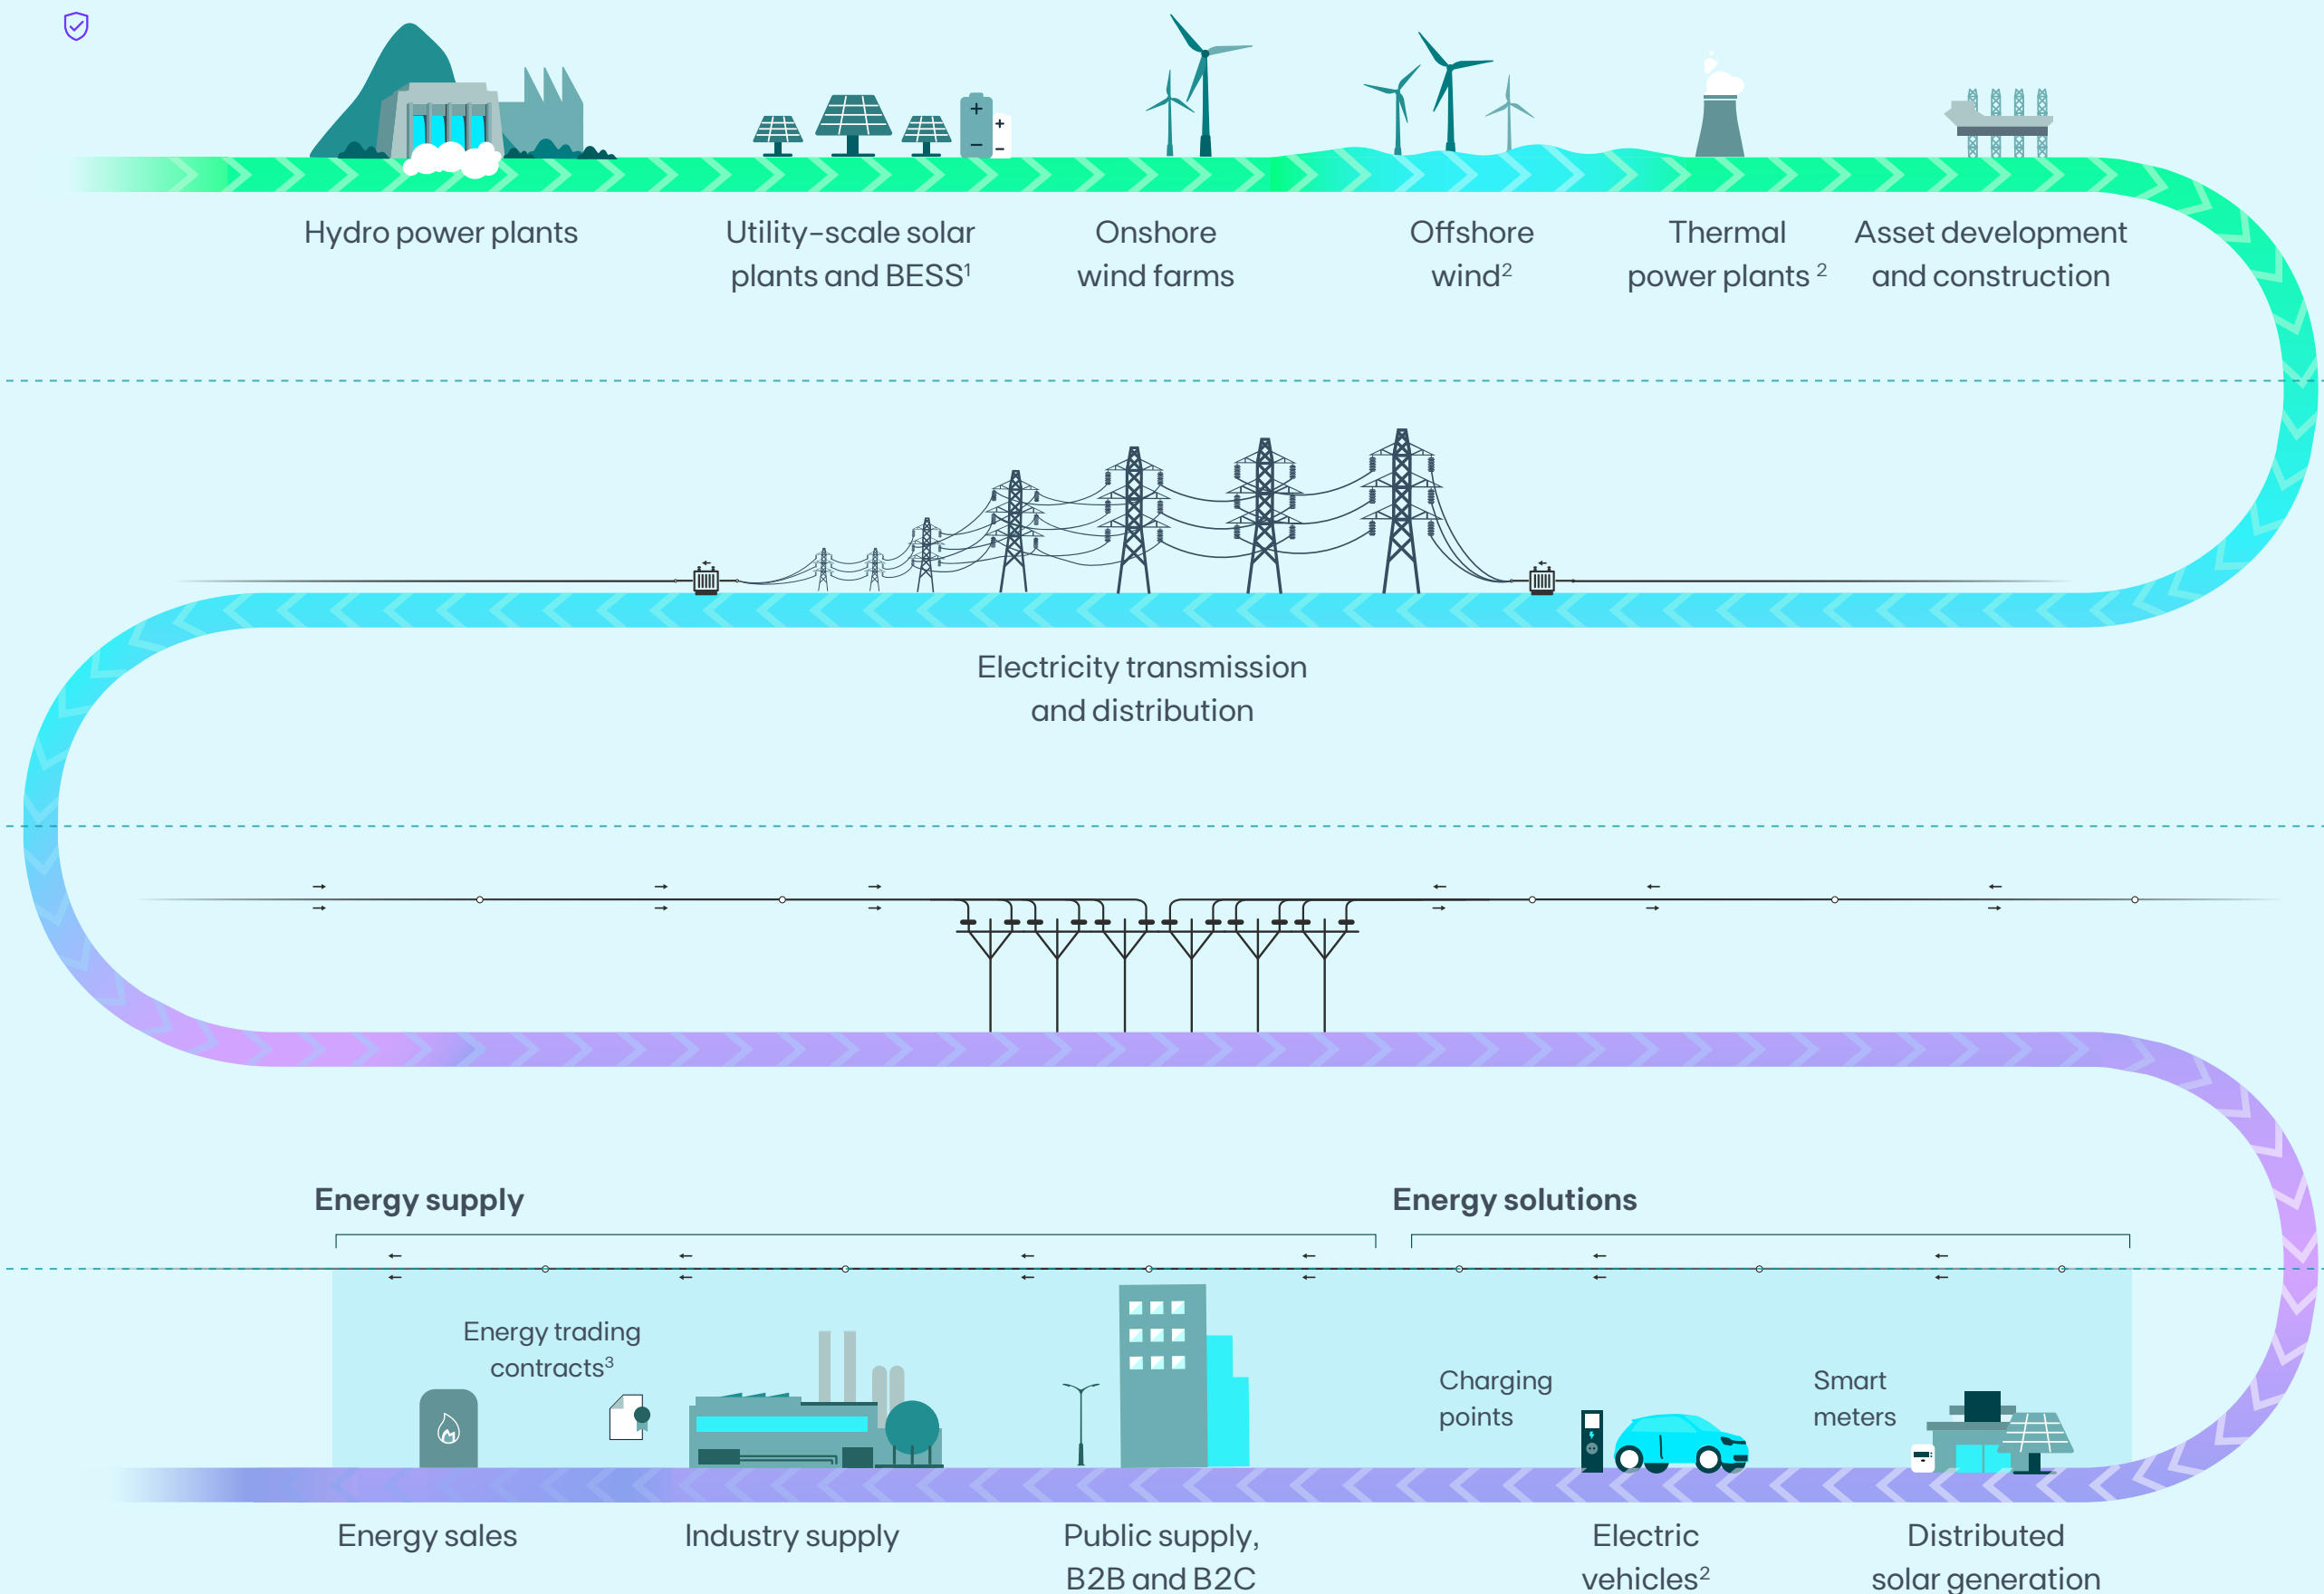 Hydro power plants
Utility-scale solar
plants and BESS¹
Onshore
wind farms
Offshore
wind²
Thermal
power plants ²
Asset development
and construction
Electricity transmission
and distribution
Energy supply
Energy solutions
Energy trading
contracts³
Charging
points
Smart
meters
Energy sales
Industry supply
Public supply,
B2B and B2C
Electric
vehicles²
Distributed
solar generation